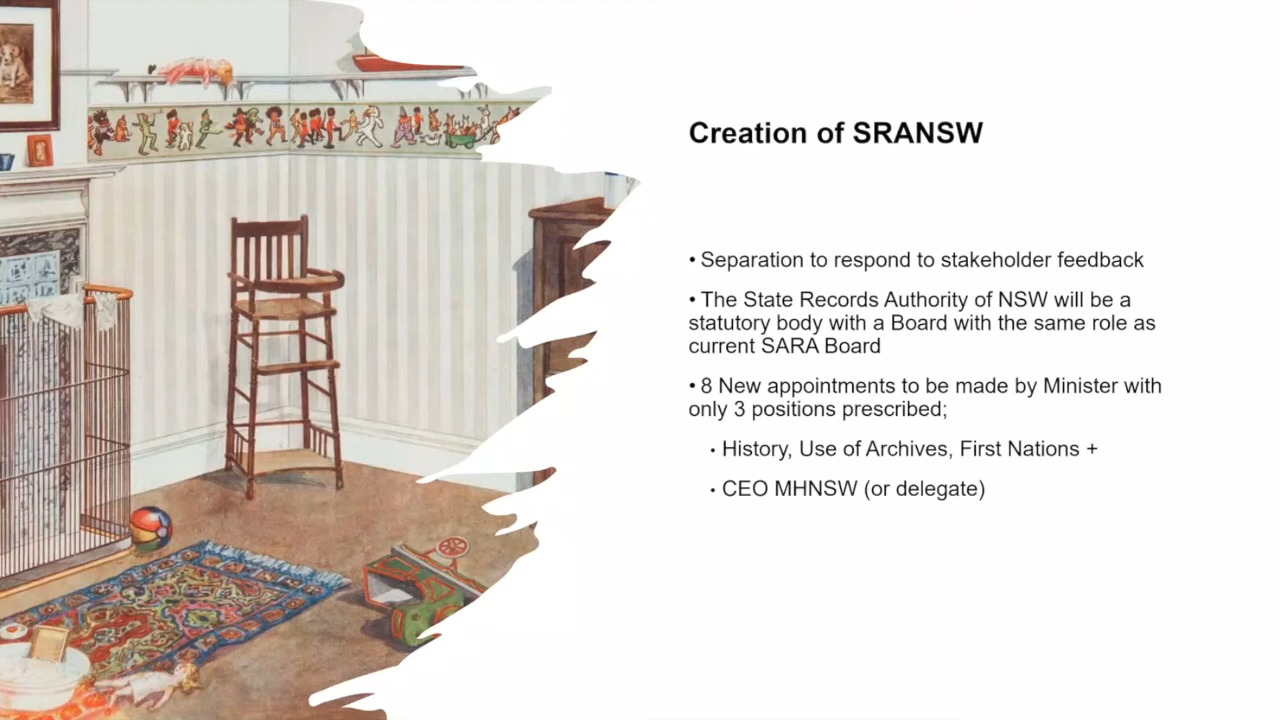 Creation of SRANSW
• Separation to respond to stakeholder feedback
• The State Records Authority of NSW will be a
statutory body with a Board with the same role as
current SARA Board
• 8 New appointments to be made by Minister with
only 3 positions prescribed;
• History, Use of Archives, First Nations +
• CEO MHNSW (or delegate)